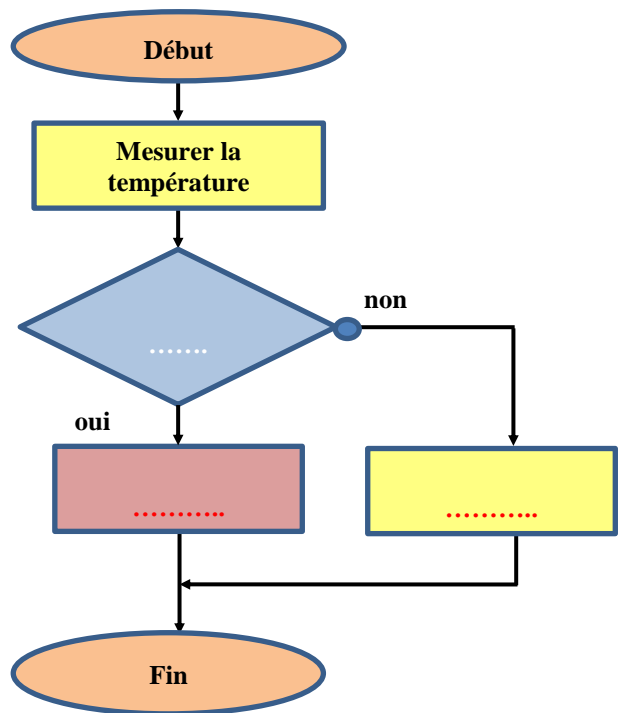 Début
Mesurer la
température
non
.......
oui
...........
...........
Fin